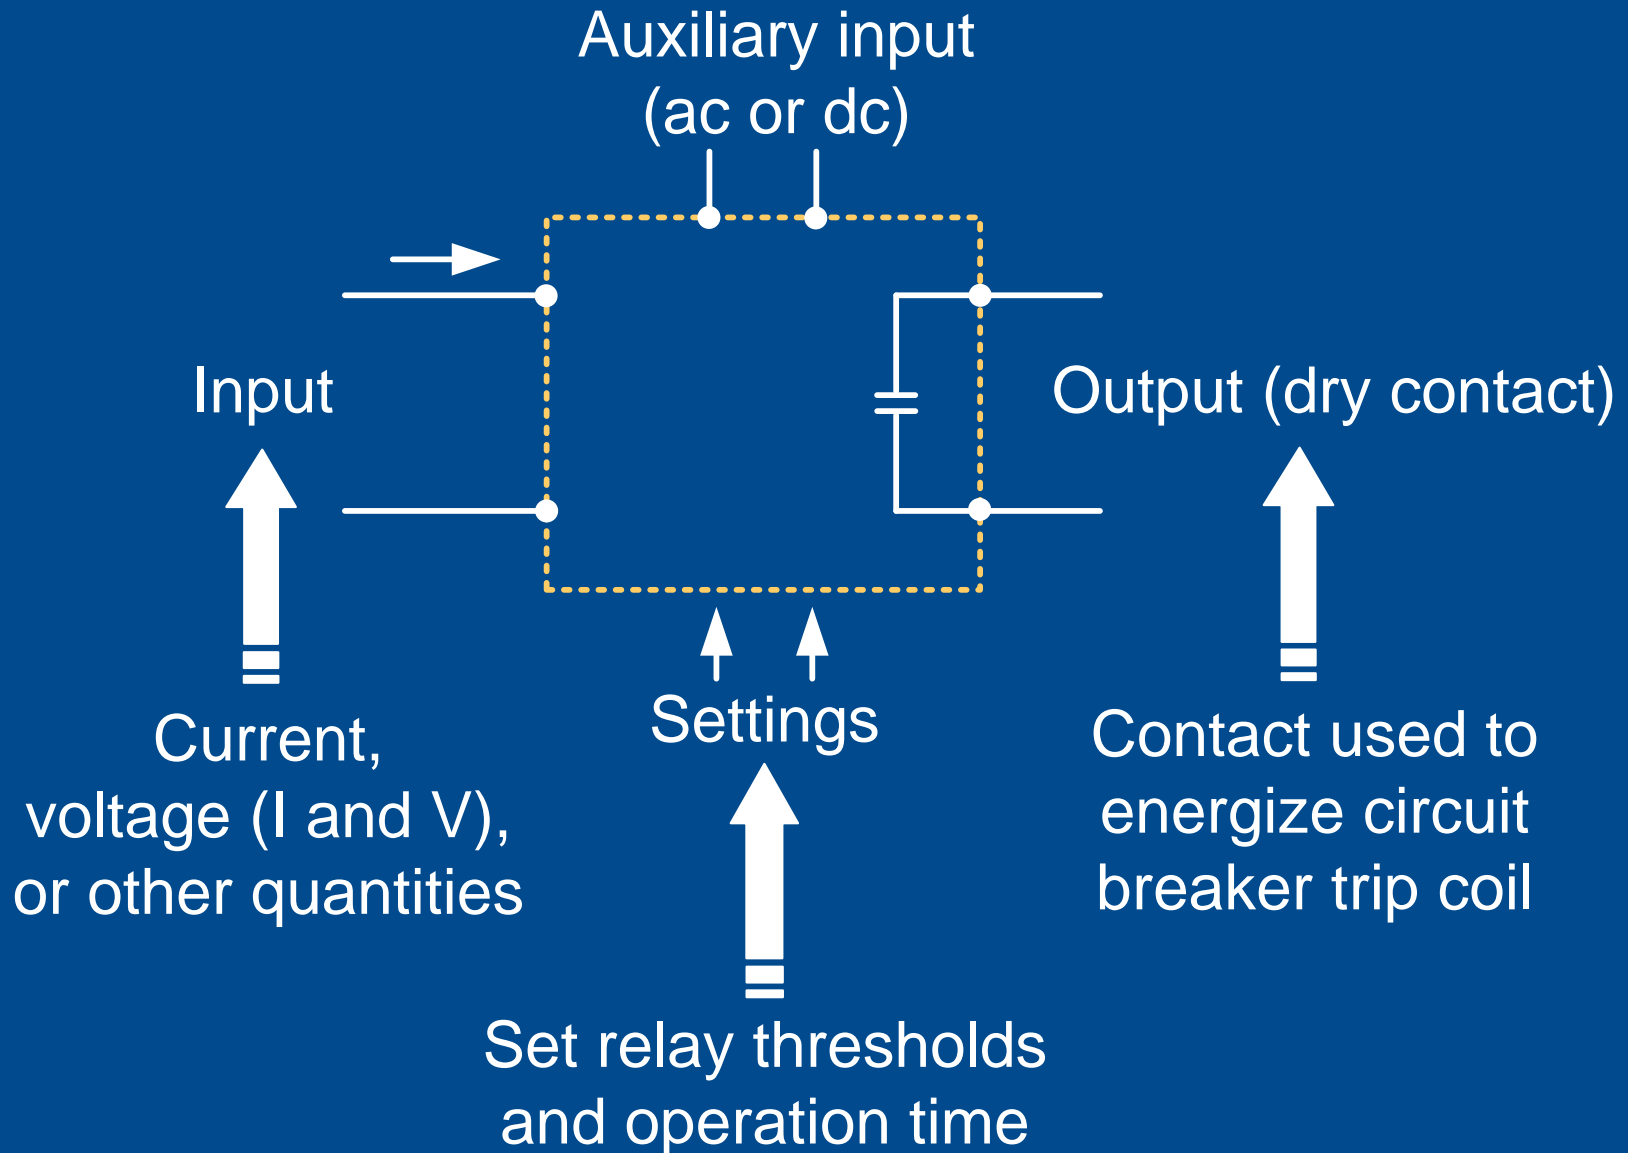 Auxiliary input
(ac or dc)
Input
Output (dry contact)
Current,
voltage (I and V),
or other quantities
Settings
Contact used to
energize circuit
breaker trip coil
Set relay thresholds
and operation time